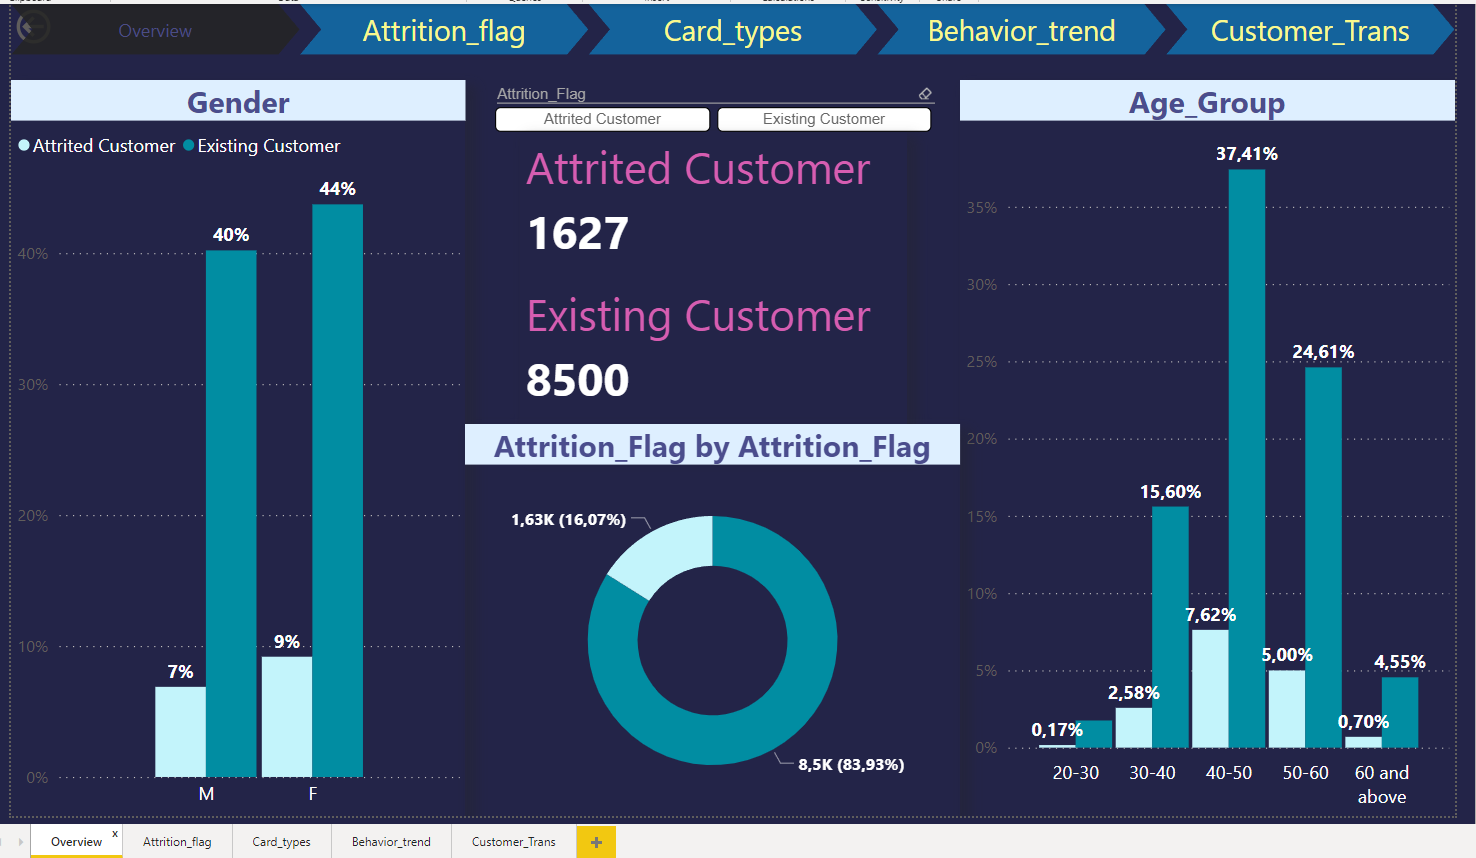 Overview
Attrition_flag
Card_types
Behavior_trend
Customer_Trans
Gender
Attrited Customer
Existing Customer
44%
40%
40%
30%
20%
10%
9%
7%
0%
M
F
Attrition_Flag
Attrited Customer
Existing Customer
Attrited Customer
1627
Existing Customer
8500
Attrition_Flag by Attrition_Flag
1,63K (16,07%)
8,5K (83,93%)
Age_Group
37,41%
35%
30%
25%
24,61%
20%
15,60%
15%
10%
7,62%
5,00%
4,55%
5%
2,58%
0,70%
0,17%
0%
20-30
30-40
40-50
50-60
60 and
above
Overview
x
Attrition_flag
Card_types
Behavior_trend
Customer_Trans
+